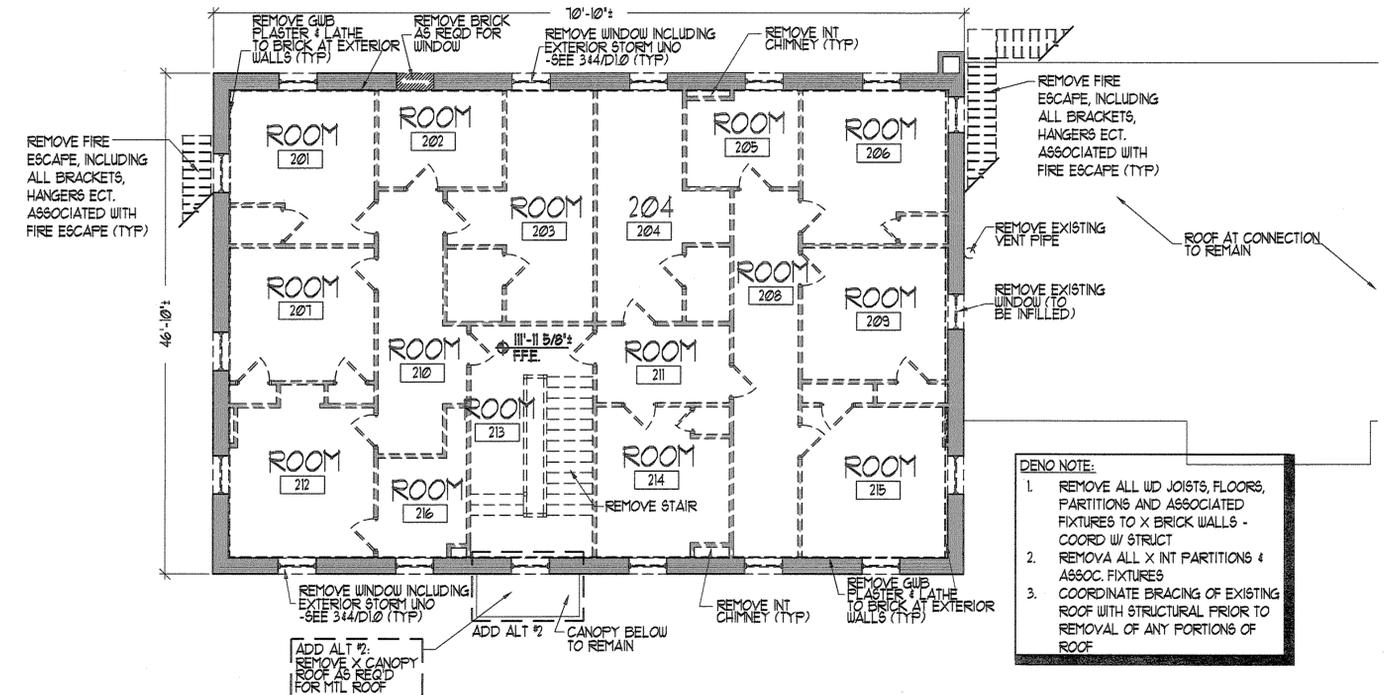 70'-10"±
REMOVE GWB
PLASTER & LATHE
TO BRICK AT EXTERIOR
WALLS (TYP)
REMOVE BRICK
AS REQD FOR
WINDOW
REMOVE WINDOW INCLUDING
EXTERIOR STORM UNO
-SEE 3&4/D1.0 (TYP)
REMOVE INT
CHIMNEY (TYP)
REMOVE FIRE
ESCAPE, INCLUDING
ALL BRACKETS,
HANGERS ECT.
ASSOCIATED WITH
FIRE ESCAPE (TYP)
REMOVE FIRE
ESCAPE, INCLUDING
ALL BRACKETS,
HANGERS ECT.
ASSOCIATED WITH
FIRE ESCAPE (TYP)
ROOM
201
ROOM
202
ROOM
203
204
204
ROOM
205
ROOM
206
REMOVE EXISTING
VENT PIPE
ROOF AT CONNECTION
TO REMAIN
46'-10"±
ROOM
207
ROOM
208
ROOM
209
REMOVE EXISTING
WINDOW (TO
BE INFILLED)
111'-11 5/8"±
F.F.E.
ROOM
210
ROOM
211
ROOM
212
ROOM
213
ROOM
214
ROOM
215
ROOM
216
REMOVE STAIR
REMOVE WINDOW INCLUDING
EXTERIOR STORM UNO
-SEE 3&4/D1.0 (TYP)
ADD ALT #2
CANOPY BELOW
TO REMAIN
REMOVE INT
CHIMNEY (TYP)
REMOVE GWB
PLASTER & LATHE
TO BRICK AT EXTERIOR
WALLS (TYP)
ADD ALT #2:
REMOVE X CANOPY
ROOF AS REQ'D
FOR MTL ROOF
DENO NOTE:
1. REMOVE ALL WD JOISTS, FLOORS,
PARTITIONS AND ASSOCIATED
FIXTURES TO X BRICK WALLS -
COORD W/ STRUCT
2. REMOVA ALL X INT PARTITIONS &
ASSOC. FIXTURES
3. COORDINATE BRACING OF EXISTING
ROOF WITH STRUCTURAL PRIOR TO
REMOVAL OF ANY PORTIONS OF
ROOF